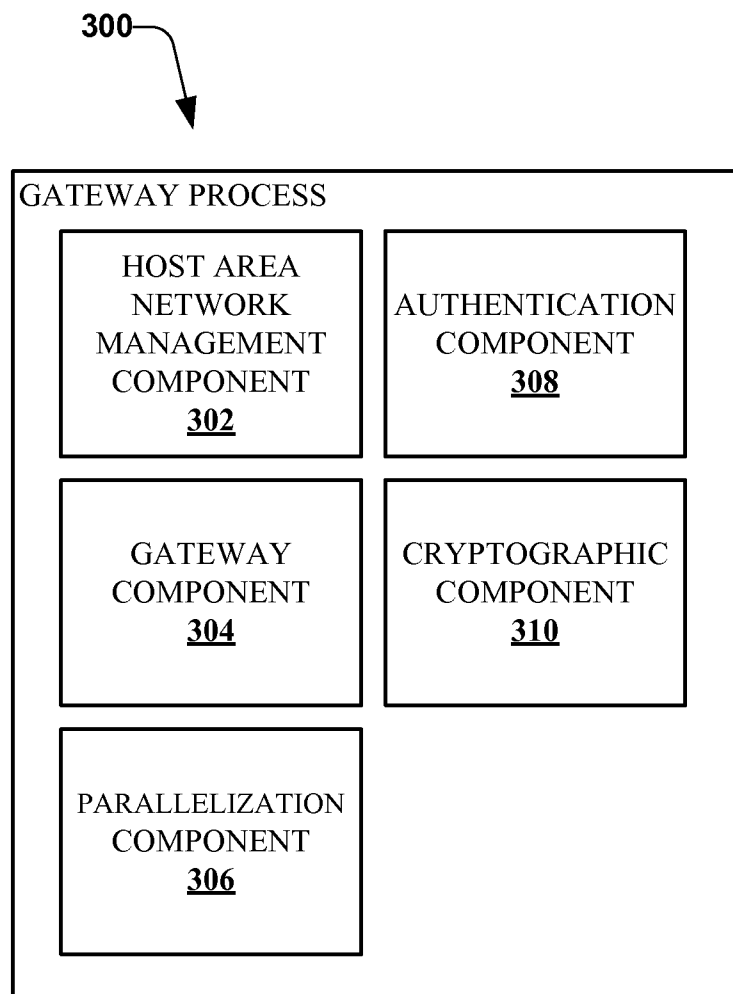 300
GATEWAY PROCESS
HOST AREA
NETWORK
MANAGEMENT
COMPONENT
302
AUTHENTICATION
COMPONENT
308
GATEWAY
COMPONENT
304
CRYPTOGRAPHIC
COMPONENT
310
PARALLELIZATION
COMPONENT
306